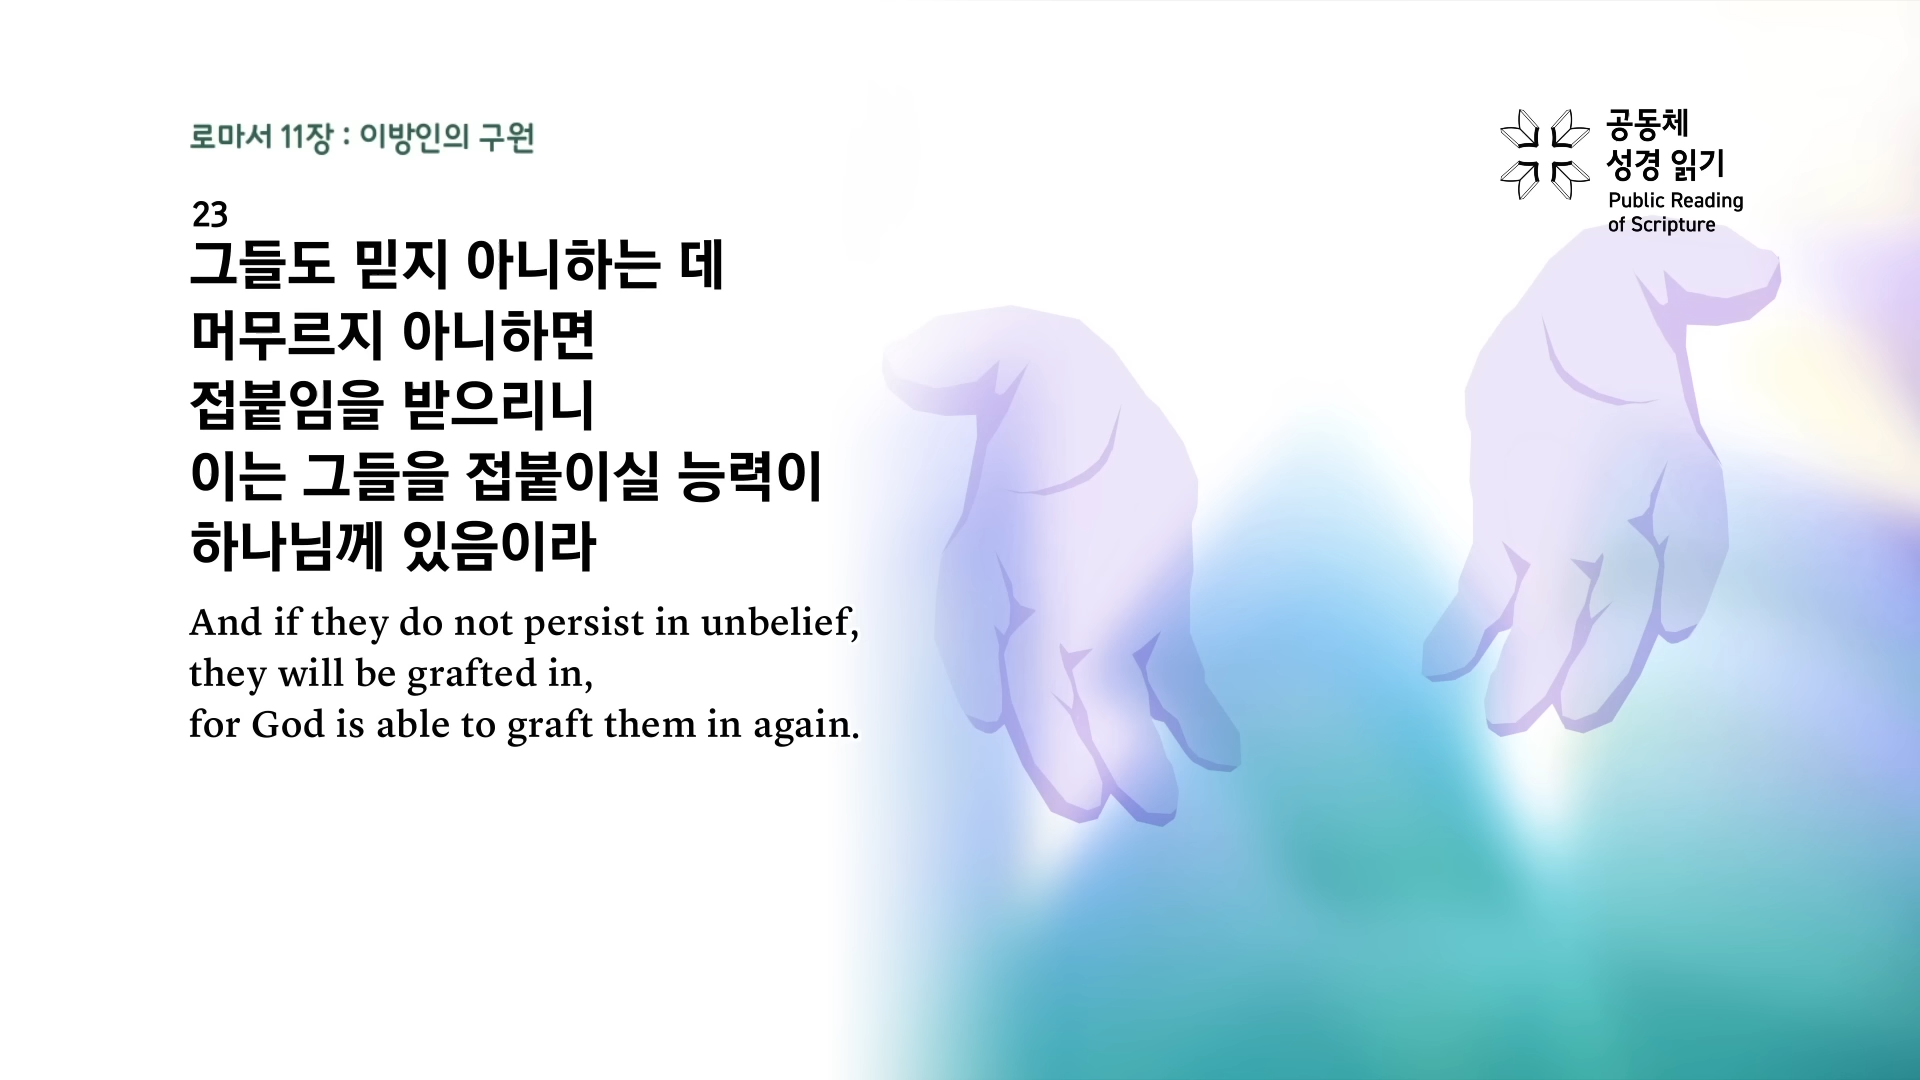 로마서 11장 : 이방인의 구원
공동체
성경 읽기
Public Reading
of Scripture
23
그들도 믿지 아니하는 데
머무르지 아니하면
접붙임을 받으리니
이는 그들을 접붙이실 능력이
하나님께 있음이라
And if they do not persist in unbelief,
they will be grafted in,
for God is able to graft them in again.